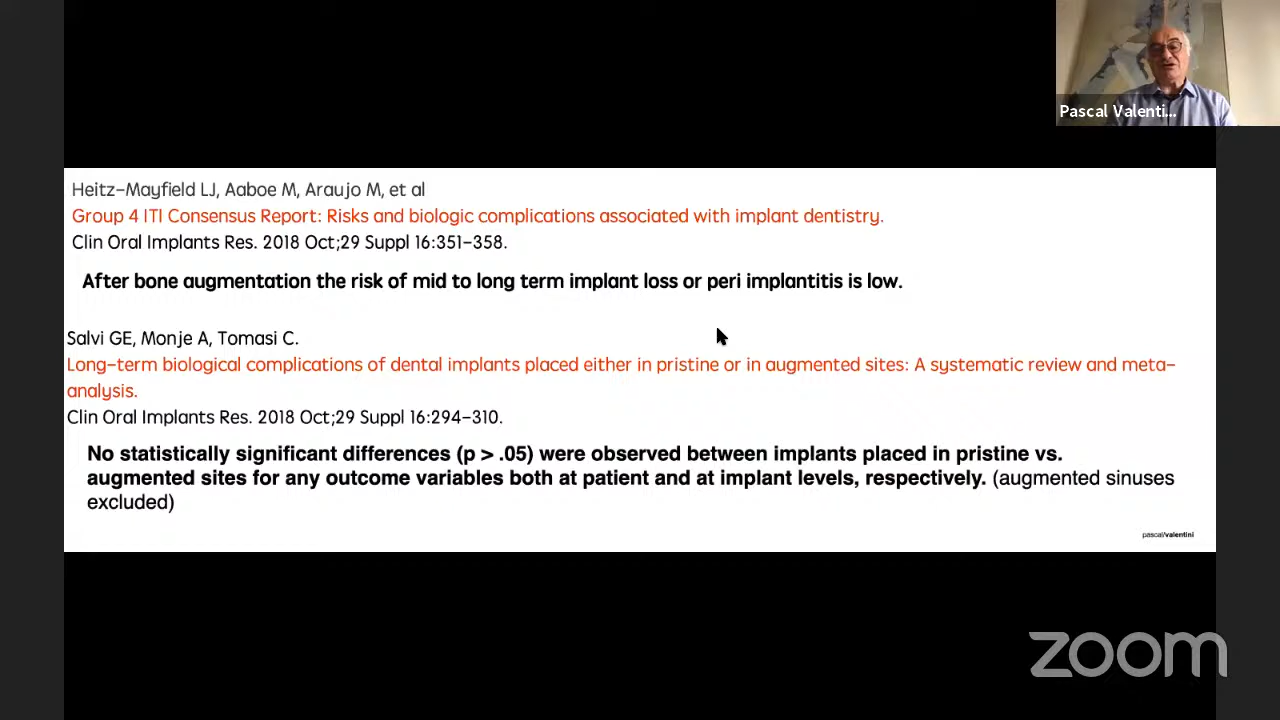 Pascal Valenti...
Heitz-Mayfield LJ, Aaboe M, Araujo M, et al
Group 4 ITI Consensus Report: Risks and biologic complications associated with implant dentistry.
Clin Oral Implants Res. 2018 Oct;29 Suppl 16:351-358.
After bone augmentation the risk of mid to long term implant loss or peri implantitis is low.
Salvi GE, Monje A, Tomasi C.
Long-term biological complications of dental implants placed either in pristine or in augmented sites: A systematic review and meta-
analysis.
Clin Oral Implants Res. 2018 Oct;29 Suppl 16:294-310.
No statistically significant differences (p > .05) were observed between implants placed in pristine vs.
augmented sites for any outcome variables both at patient and at implant levels, respectively. (augmented sinuses
excluded)
pascal/valentini
zoom